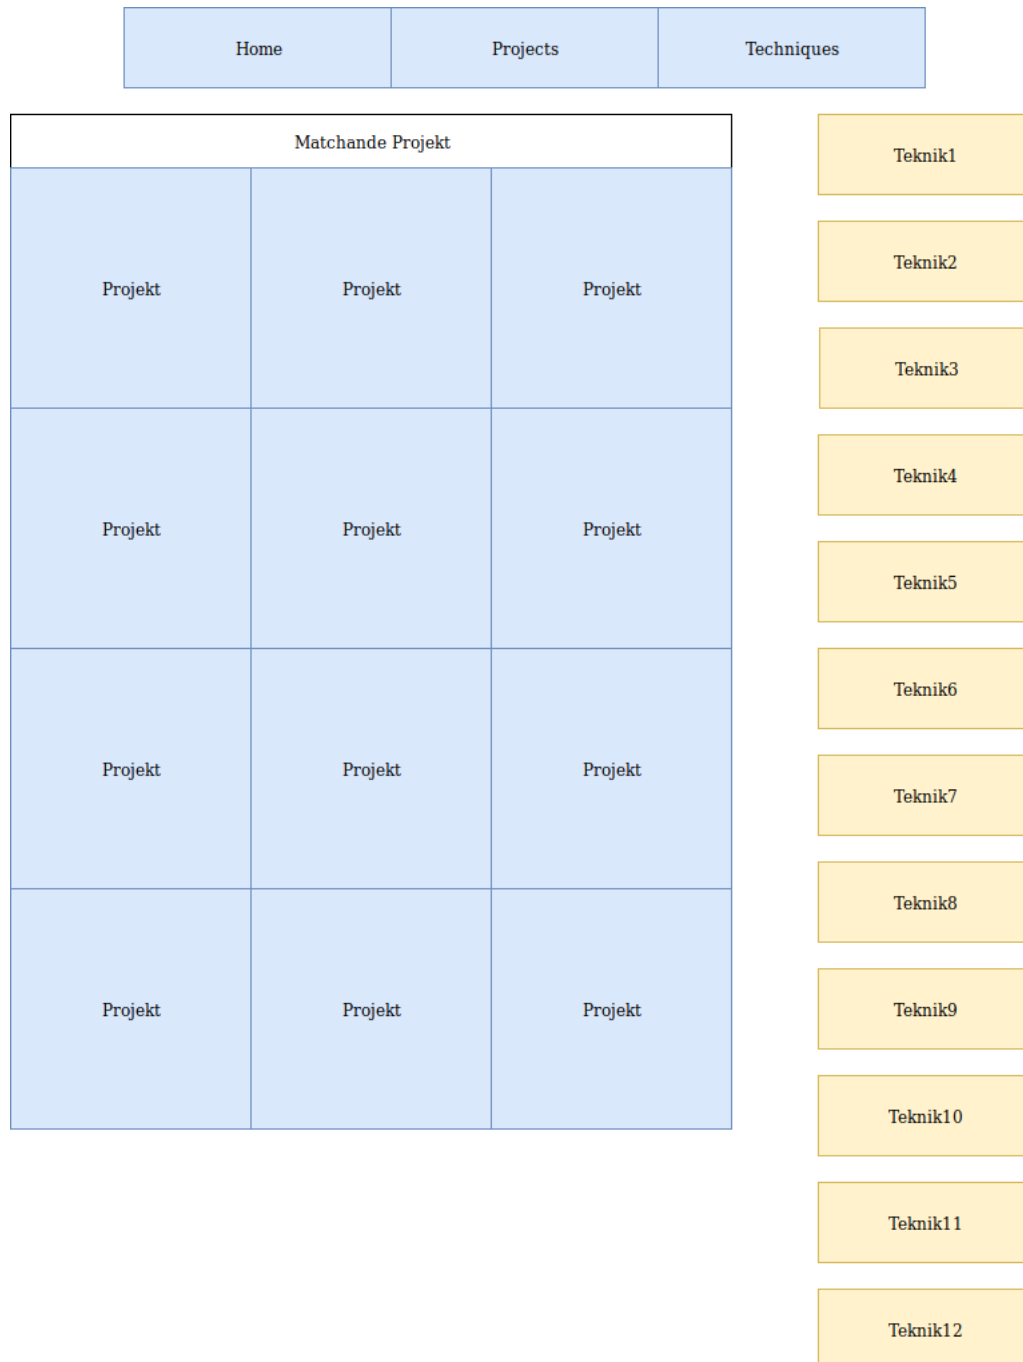 Home
Projects
Techniques
Matchande Projekt
Projekt
Projekt
Projekt
Projekt
Projekt
Projekt
Projekt
Projekt
Projekt
Projekt
Projekt
Projekt
Teknik1
Teknik2
Teknik3
Teknik4
Teknik5
Teknik6
Teknik7
Teknik8
Teknik9
Teknik10
Teknik11
Teknik12